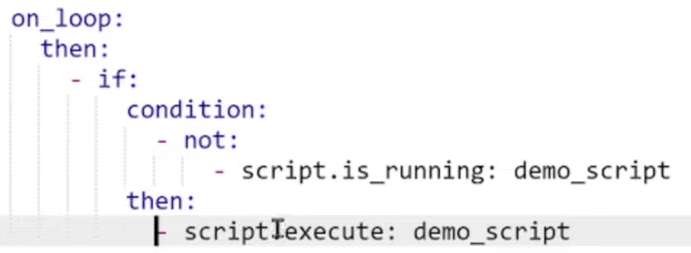 on_loop:
then:
- if:
condition:
- not:
- script.is_running: demo_script
then:
- script.execute: demo_script